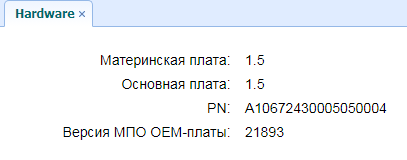 Hardware ×
Материнская плата: 1.5
Основная плата: 1.5
PN: A10672430005050004
Версия МПО OEM-платы: 21893